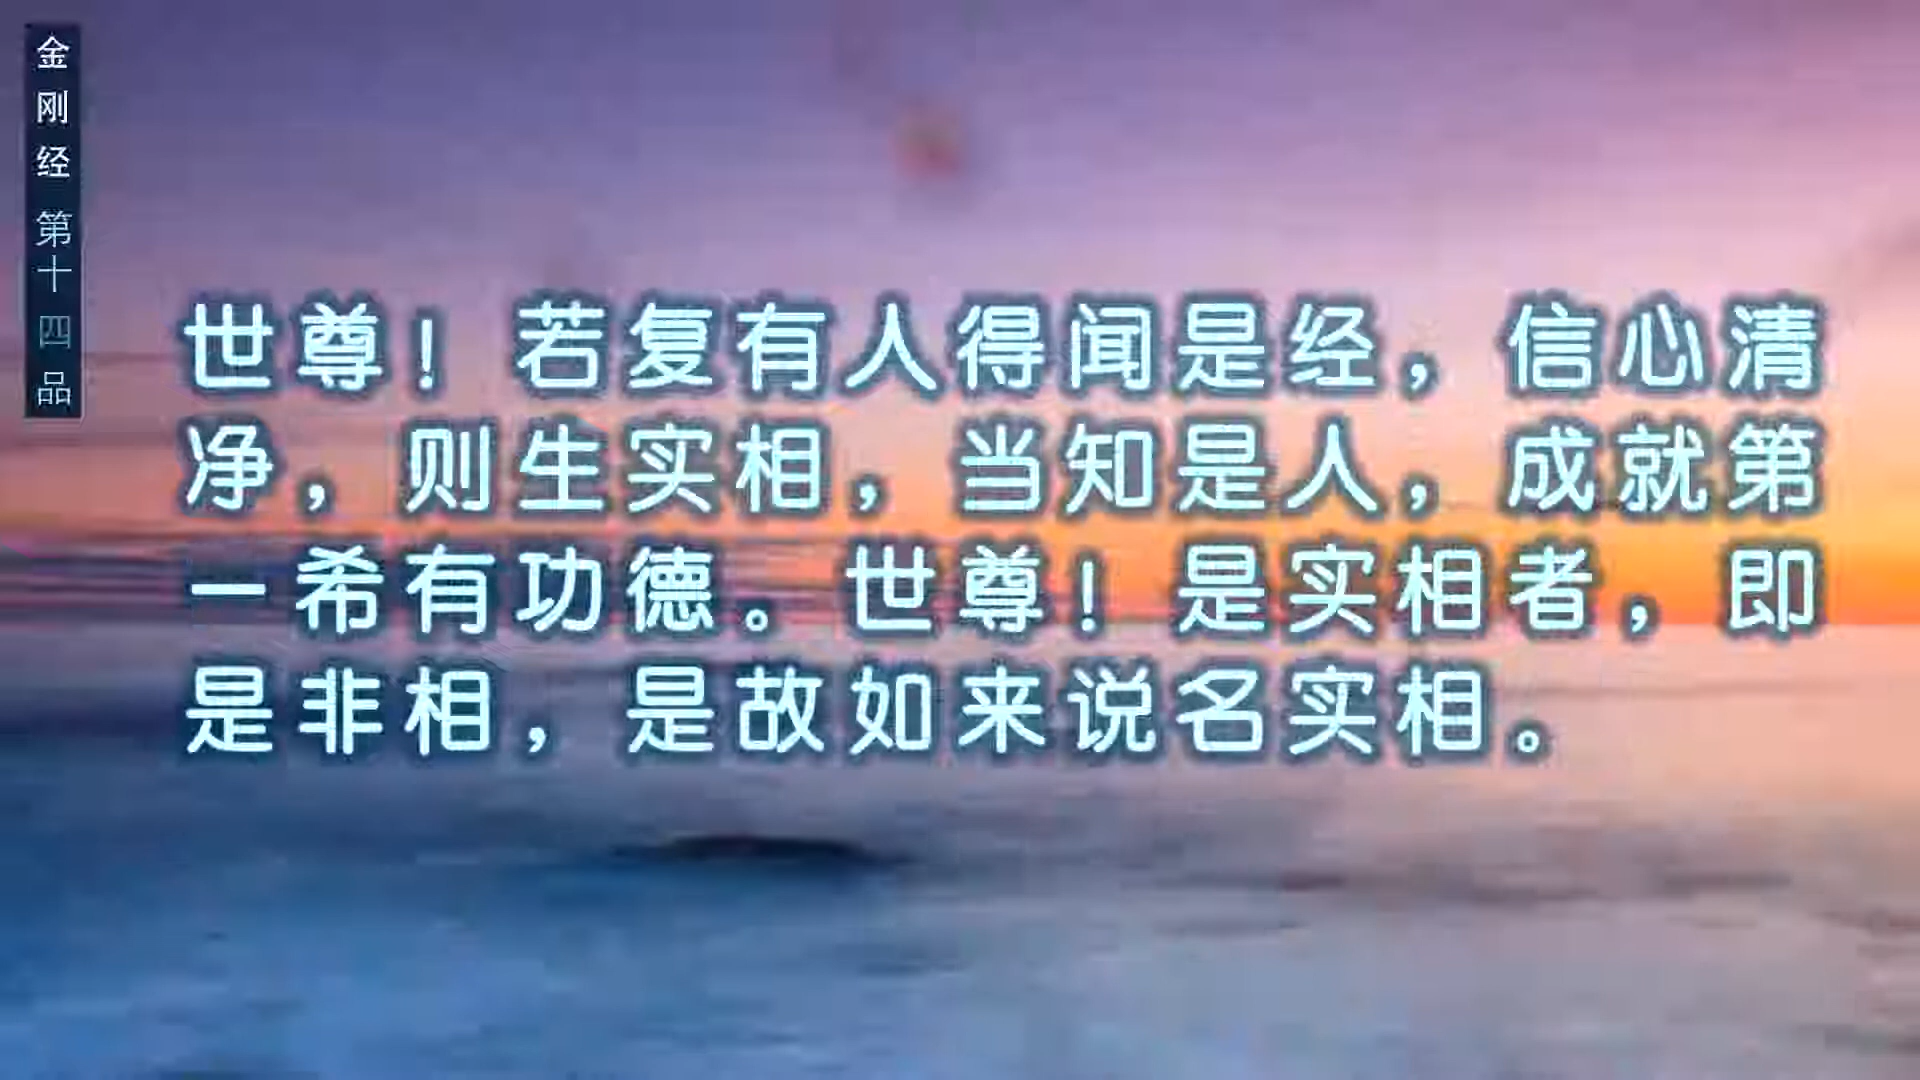 金刚经 第十四品
世尊！若复有人得闻是经，信心清
净，则生实相，当知是人，成就第
一希有功德。世尊！是实相者，即
是非相，是故如来说名实相。